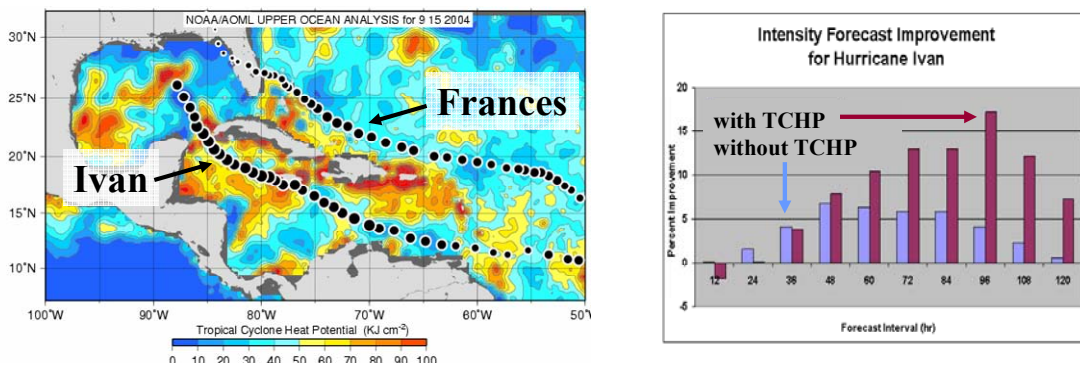 NOAA/AOML UPPER OCEAN ANALYSIS for 9 15 2004
30°N
25°N
20°N
15°N
10°N
Frances
Ivan
100°W
90°W
80°W
70°W
60°W
50°W
Tropical Cyclone Heat Potential (KJ cm-2)
0 10 20 30 40 50 60 70 80 90 100
Intensity Forecast Improvement
for Hurricane Ivan
with TCHP
without TCHP
Percent Improvement
20
15
10
5
0
-5
12 24 36 48 60 72 84 96 108 120
Forecast Interval (hr)